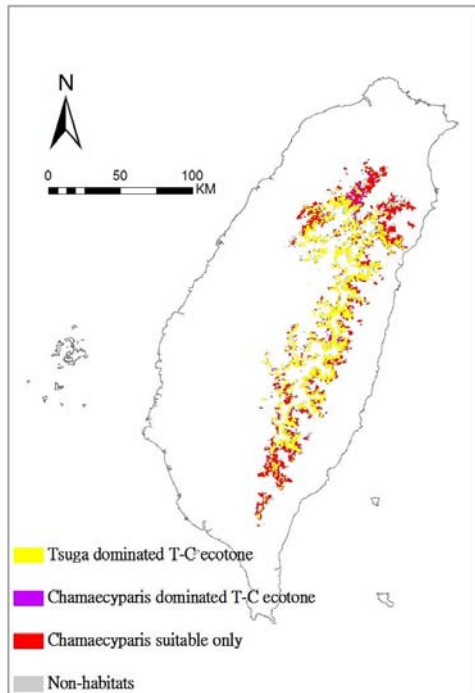 N
0 50 100
KM
Tsuga dominated T-C ecotone
Chamaecyparis dominated T-C ecotone
Chamaecyparis suitable only
Non-habitats